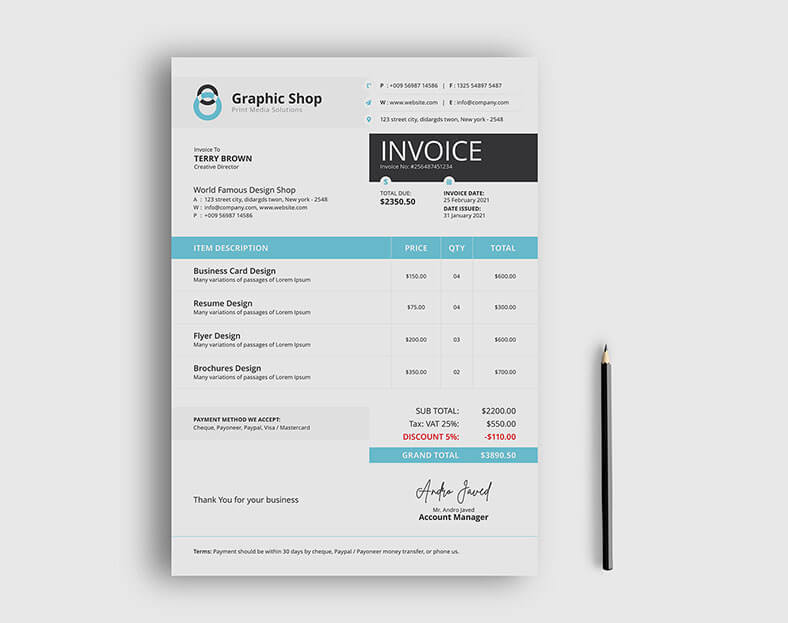 Graphic Shop
Print Media Solutions
P : +009 56987 14586 | F : 1325 54897 5487
W : www.website.com | E : info@company.com
123 street city, didargds twon, New york - 2548
INVOICE
Invoice No: #256487451234
Invoice To
TERRY BROWN
Creative Director
World Famous Design Shop
A : 123 street city, didargds twon, New york - 2548
W : info@company.com, www.website.com
P : +009 56987 14586
$
TOTAL DUE:
$2350.50
INVOICE DATE:
25 February 2021
DATE ISSUED:
31 January 2021
ITEM DESCRIPTION PRICE QTY TOTAL
Business Card Design
Many variations of passages of Lorem Ipsum
$150.00 04 $600.00
Resume Design
Many variations of passages of Lorem Ipsum
$75.00 04 $300.00
Flyer Design
Many variations of passages of Lorem Ipsum
$200.00 03 $600.00
Brochures Design
Many variations of passages of Lorem Ipsum
$350.00 02 $700.00
PAYMENT METHOD WE ACCEPT:
Cheque, Payoneer, Paypal, Visa / Mastercard
SUB TOTAL: $2200.00
Tax: VAT 25%: $550.00
DISCOUNT 5%: -$110.00
GRAND TOTAL $3890.50
Thank You for your business
Andro Javed
Mr. Andro Javed
Account Manager
Terms: Payment should be within 30 days by cheque, Paypal / Payoneer money transfer, or phone us.